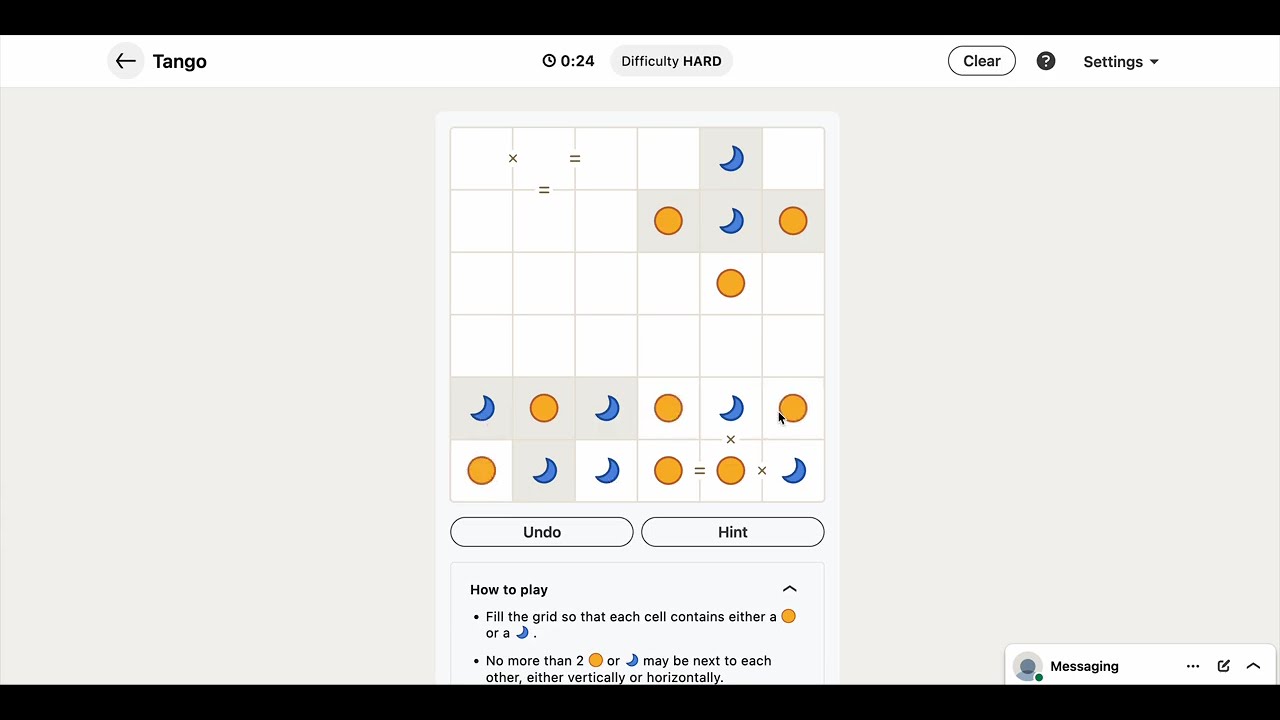 Tango
0:24
Difficulty HARD
Clear
?
Settings
× =
=
×
= ×
Undo
Hint
How to play
• Fill the grid so that each cell contains either a
or a .
• No more than 2 or may be next to each
other, either vertically or horizontally.
Messaging